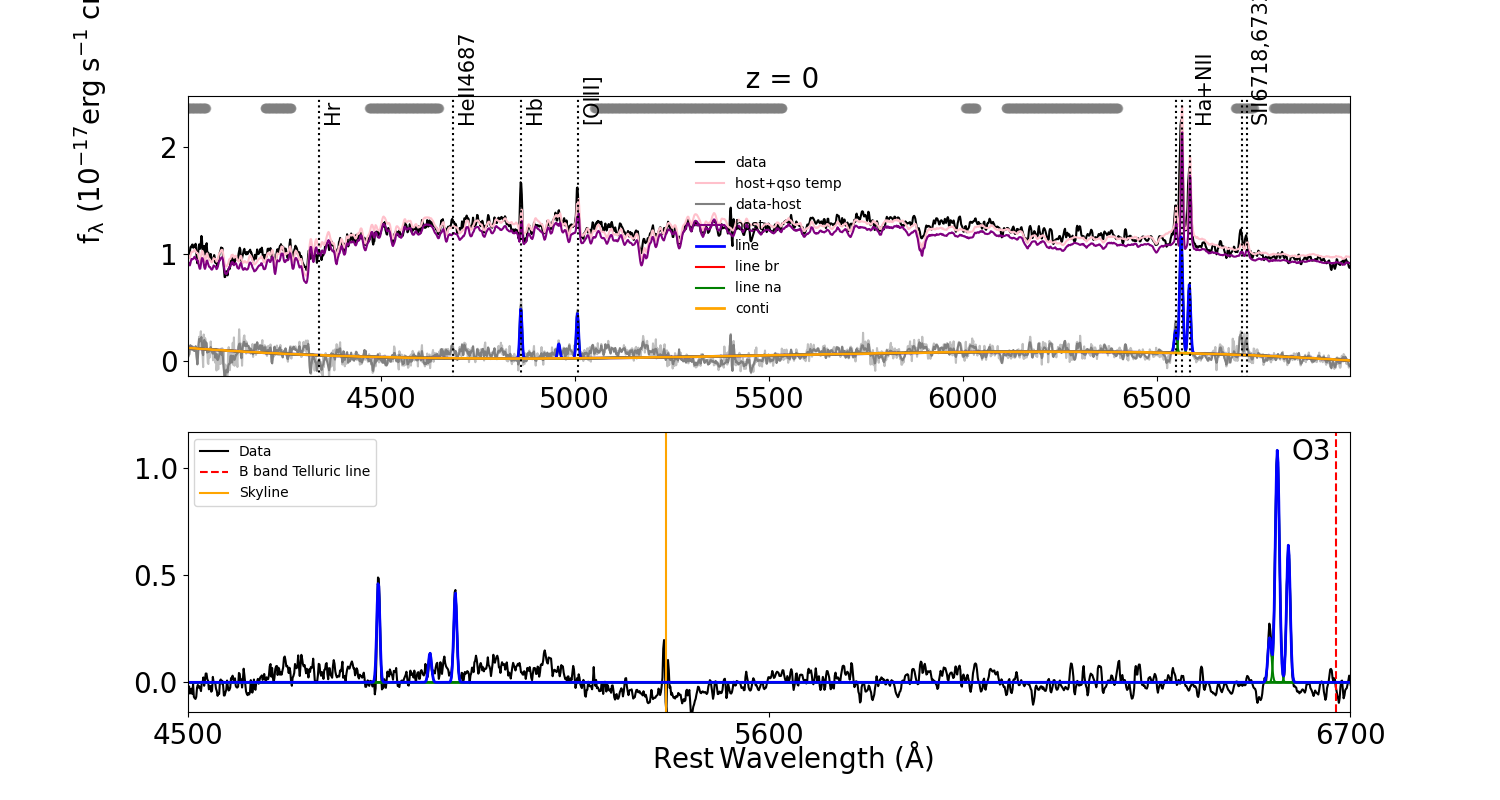 z = 0
f_λ (10^−17 erg s^−1
Hr
HeII4687
Hb
[OIII]
Ha+NII
SII6718,673
data
host+qso temp
data-host
host
line
line br
line na
conti
2
1
0
4500
5000
5500
6000
6500
Data
B band Telluric line
Skyline
O3
1.0
0.5
0.0
4500
5600
6700
Rest Wavelength (Å)